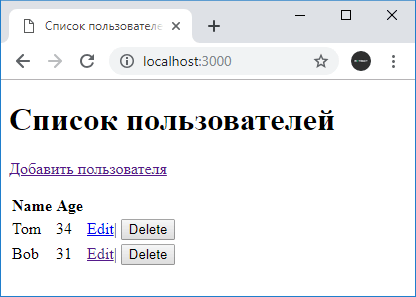 Список пользователе
localhost:3000
Список пользователей
Добавить пользователя
Name Age
Tom 34 Edit| Delete
Bob 31 Edit| Delete